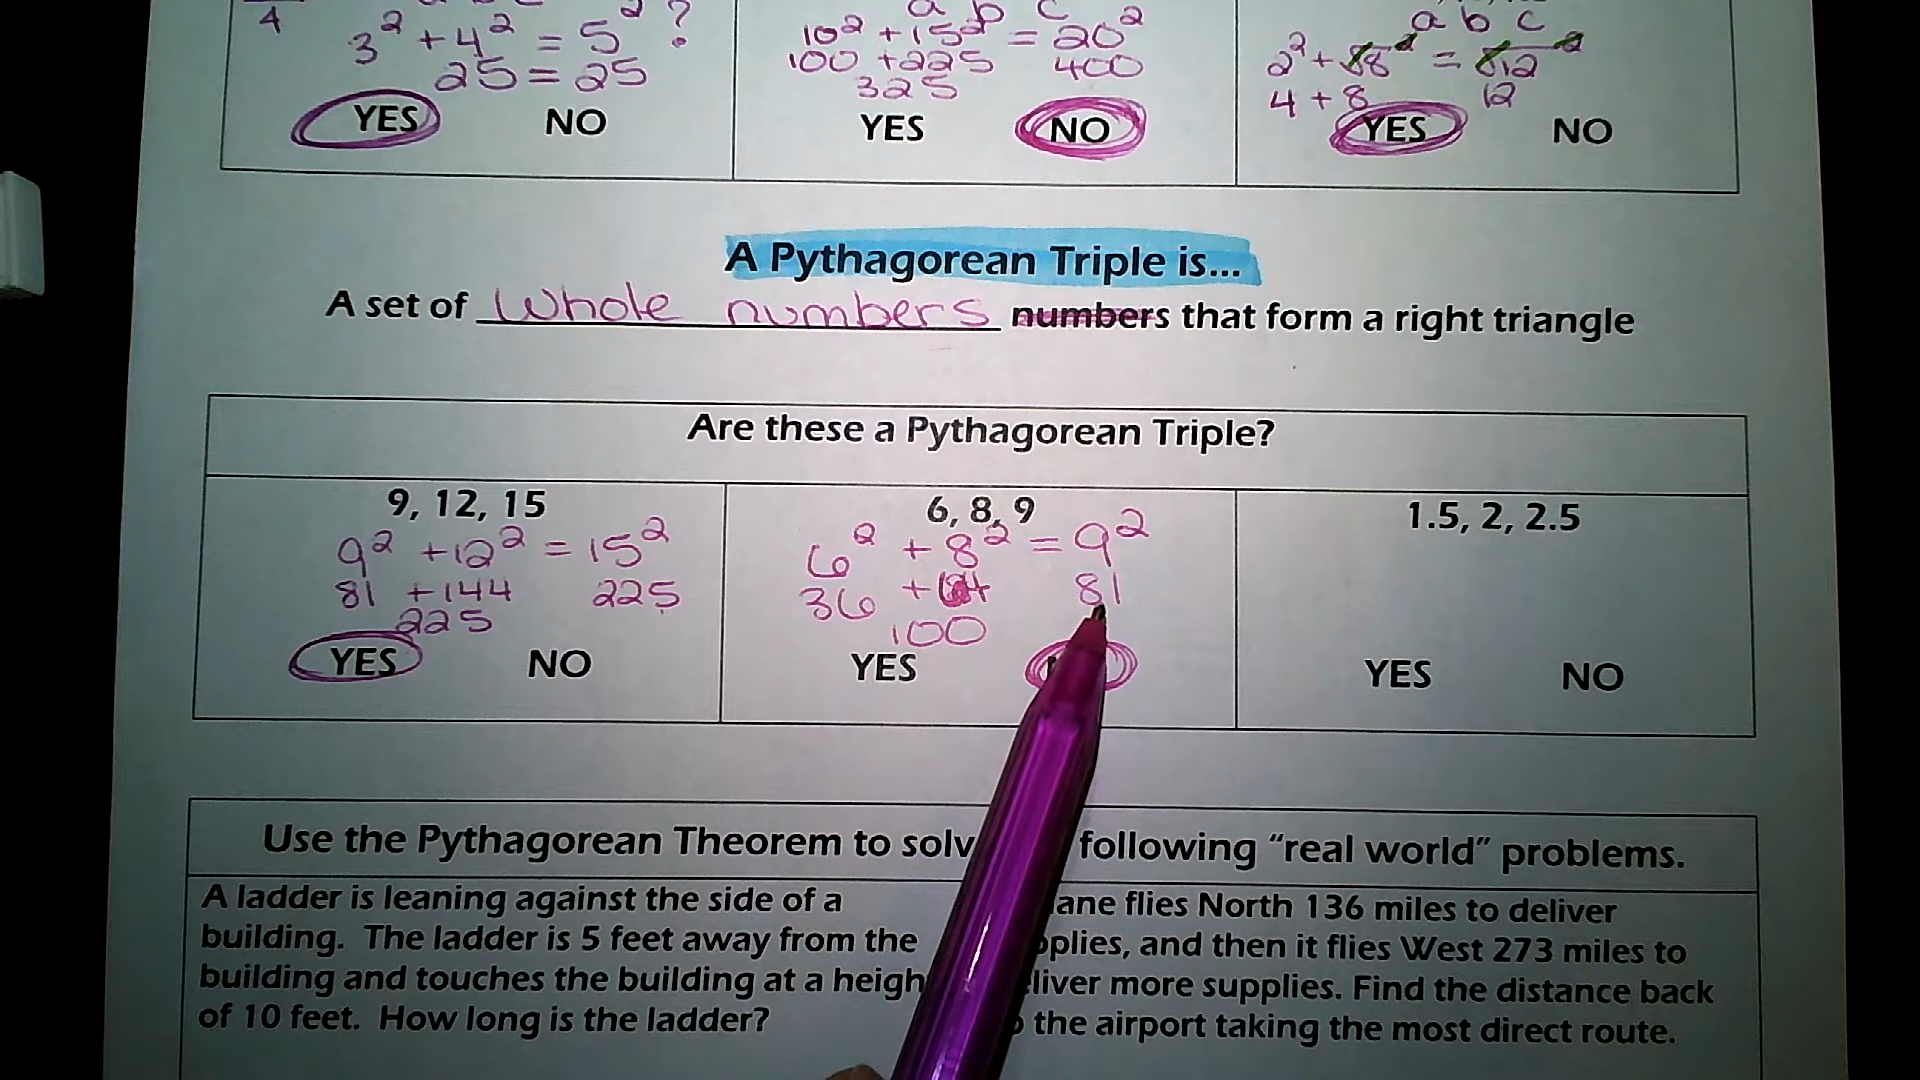 4
3² + 4² = 5² ?
25 = 25
YES NO
a b c
10² + 15² = 20²
100 + 225 400
325
YES NO
a b c
2² + √8² = √12²
4 + 8 12
YES NO
A Pythagorean Triple is...
A set of whole numbers numbers that form a right triangle
Are these a Pythagorean Triple?
9, 12, 15
9² + 12² = 15²
81 + 144 225
225
YES NO
6, 8, 9
6² + 8² = 9²
36 + 64 81
100
YES
1.5, 2, 2.5
YES NO
Use the Pythagorean Theorem to solv following “real world” problems.
A ladder is leaning against the side of a
building. The ladder is 5 feet away from the
building and touches the building at a heigh
of 10 feet. How long is the ladder?
lane flies North 136 miles to deliver
pplies, and then it flies West 273 miles to
eliver more supplies. Find the distance back
the airport taking the most direct route.